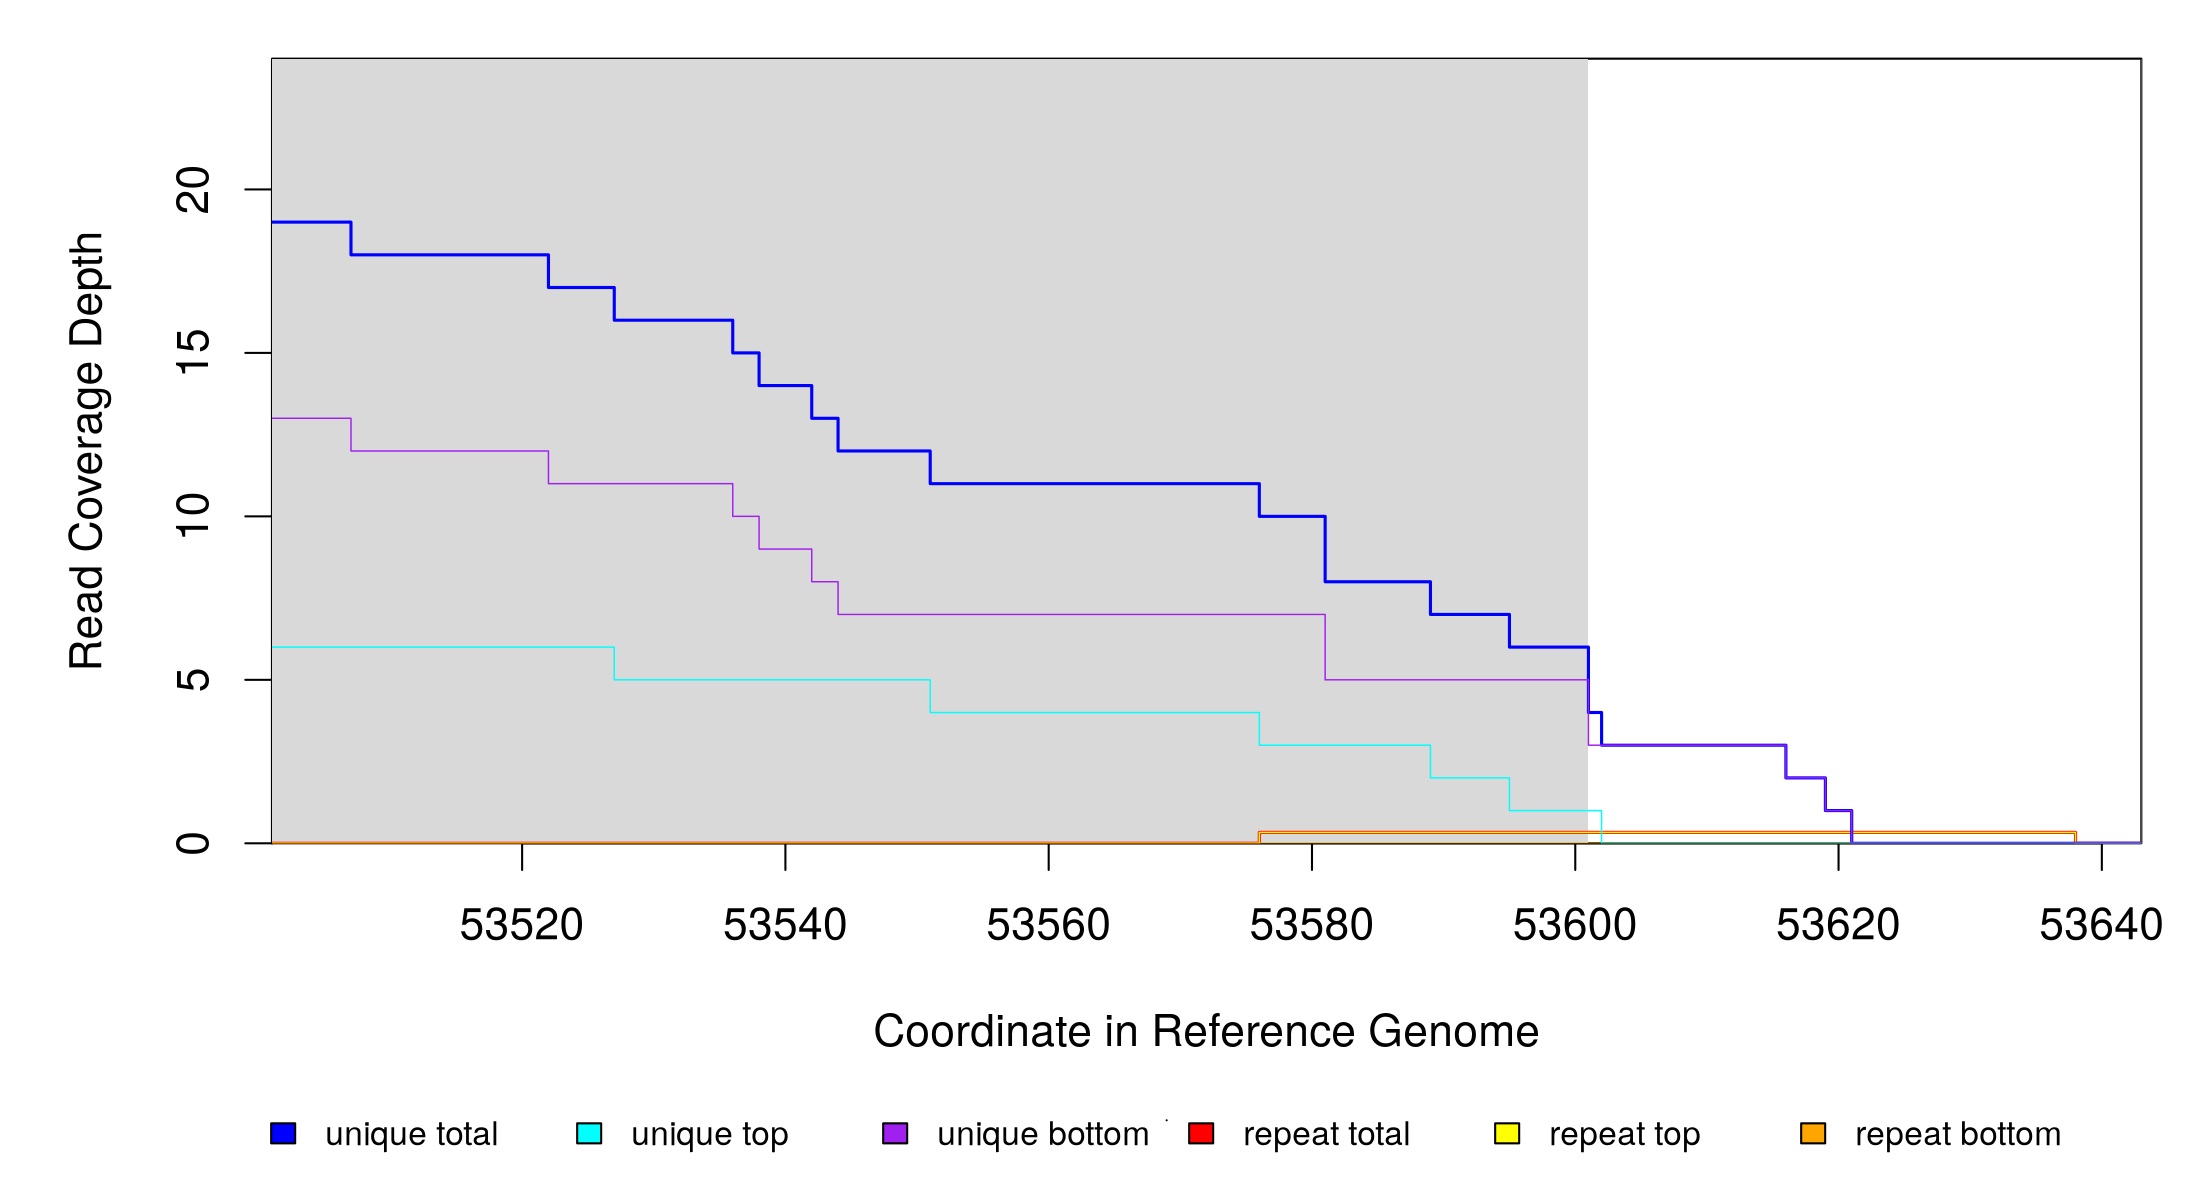 Read Coverage Depth
20
15
10
5
0
53520 53540 53560 53580 53600 53620 53640
Coordinate in Reference Genome
unique total unique top unique bottom repeat total repeat top repeat bottom